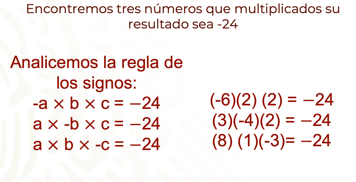 Encontremos tres números que multiplicados su
resultado sea -24
Analicemos la regla de
los signos:
-a × b × c = −24
a × -b × c = −24
a × b × -c = −24
(-6)(2) (2) = −24
(3)(-4)(2) = −24
(8) (1)(-3)= −24